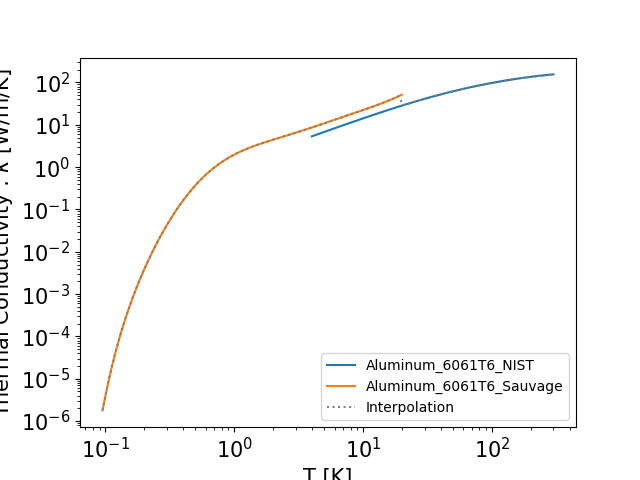 Thermal Conductivity : k [W/m/K]
10²
10¹
10⁰
10⁻¹
10⁻²
10⁻³
10⁻⁴
10⁻⁵
10⁻⁶
Aluminum_6061T6_NIST
Aluminum_6061T6_Sauvage
Interpolation
10⁻¹ 10⁰ 10¹ 10²
T [K]